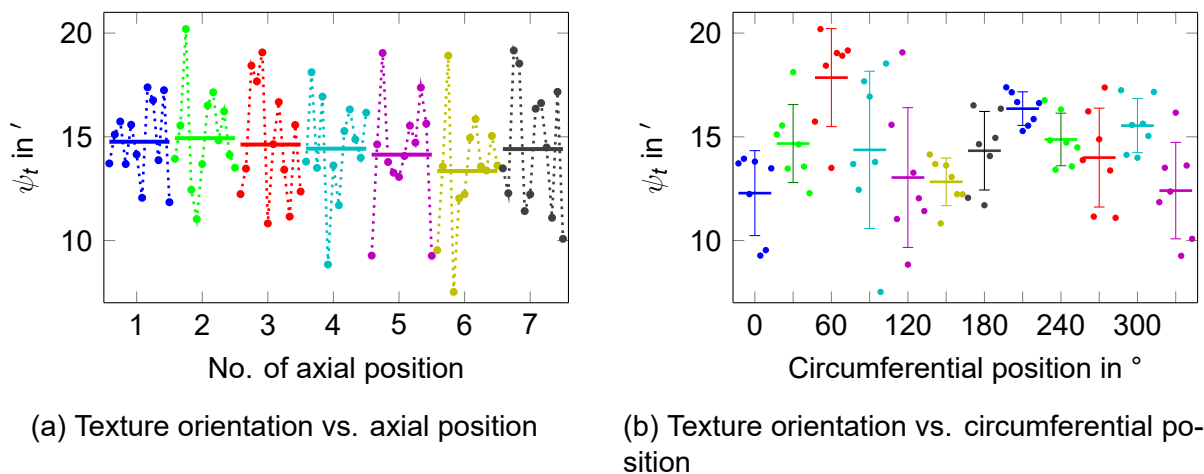 20
15
10
ψt in ′
1 2 3 4 5 6 7
No. of axial position
(a) Texture orientation vs. axial position
20
15
10
ψt in ′
0 60 120 180 240 300
Circumferential position in °
(b) Texture orientation vs. circumferential po-
sition